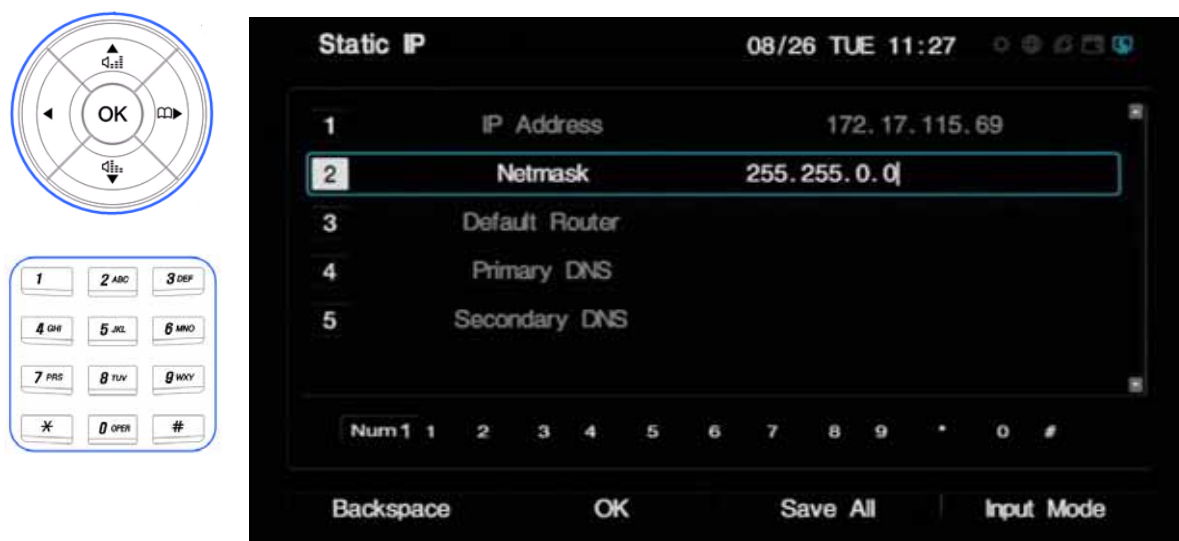 OK
1
2 ABC
3 DEF
4 GHI
5 JKL
6 MNO
7 PRS
8 TUV
9 WXY
*
0 OPER
#
Static IP 08/26 TUE 11:27
1 IP Address 172.17.115.69
2 Netmask 255.255.0.0
3 Default Router
4 Primary DNS
5 Secondary DNS
Num1 1 2 3 4 5 6 7 8 9 * 0 #
Backspace OK Save All Input Mode